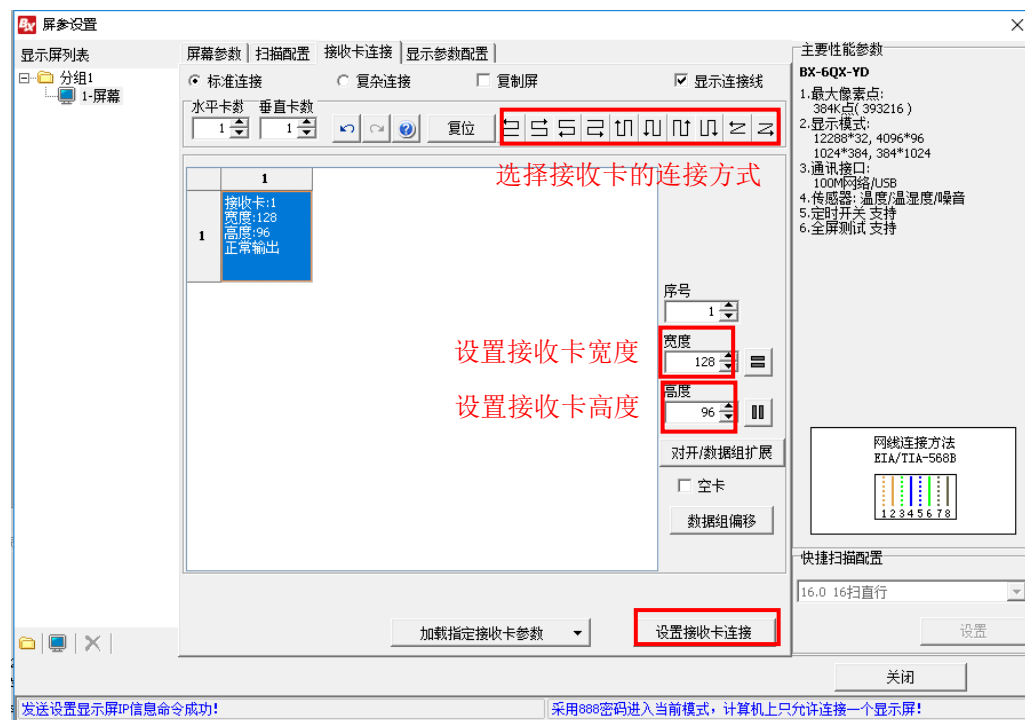 BX 屏参设置
显示屏列表
分组1
1-屏幕
屏幕参数 扫描配置 接收卡连接 显示参数配置
标准连接 复杂连接 复制屏 显示连接线
水平卡数 垂直卡数
1 1 复位
选择接收卡的连接方式
1
1
接收卡:1
宽度:128
高度:96
正常输出
序号
1
设置接收卡宽度
宽度
128
设置接收卡高度
高度
96
对开/数据组扩展
空卡
数据组偏移
加载指定接收卡参数
设置接收卡连接
主要性能参数
BX-6QX-YD
1.最大像素点:
384K点(393216)
2.显示模式:
12288*32, 4096*96
1024*384, 384*1024
3.通讯接口:
100M网络/USB
4.传感器:温度/温湿度/噪音
5.定时开关 支持
6.全屏测试 支持
网线连接方法
EIA/TIA-568B
1 2 3 4 5 6 7 8
快捷扫描配置
16.0 16扫直行
设置
关闭
发送设置显示屏IP信息命令成功!
采用888密码进入当前模式，计算机上只允许连接一个显示屏!